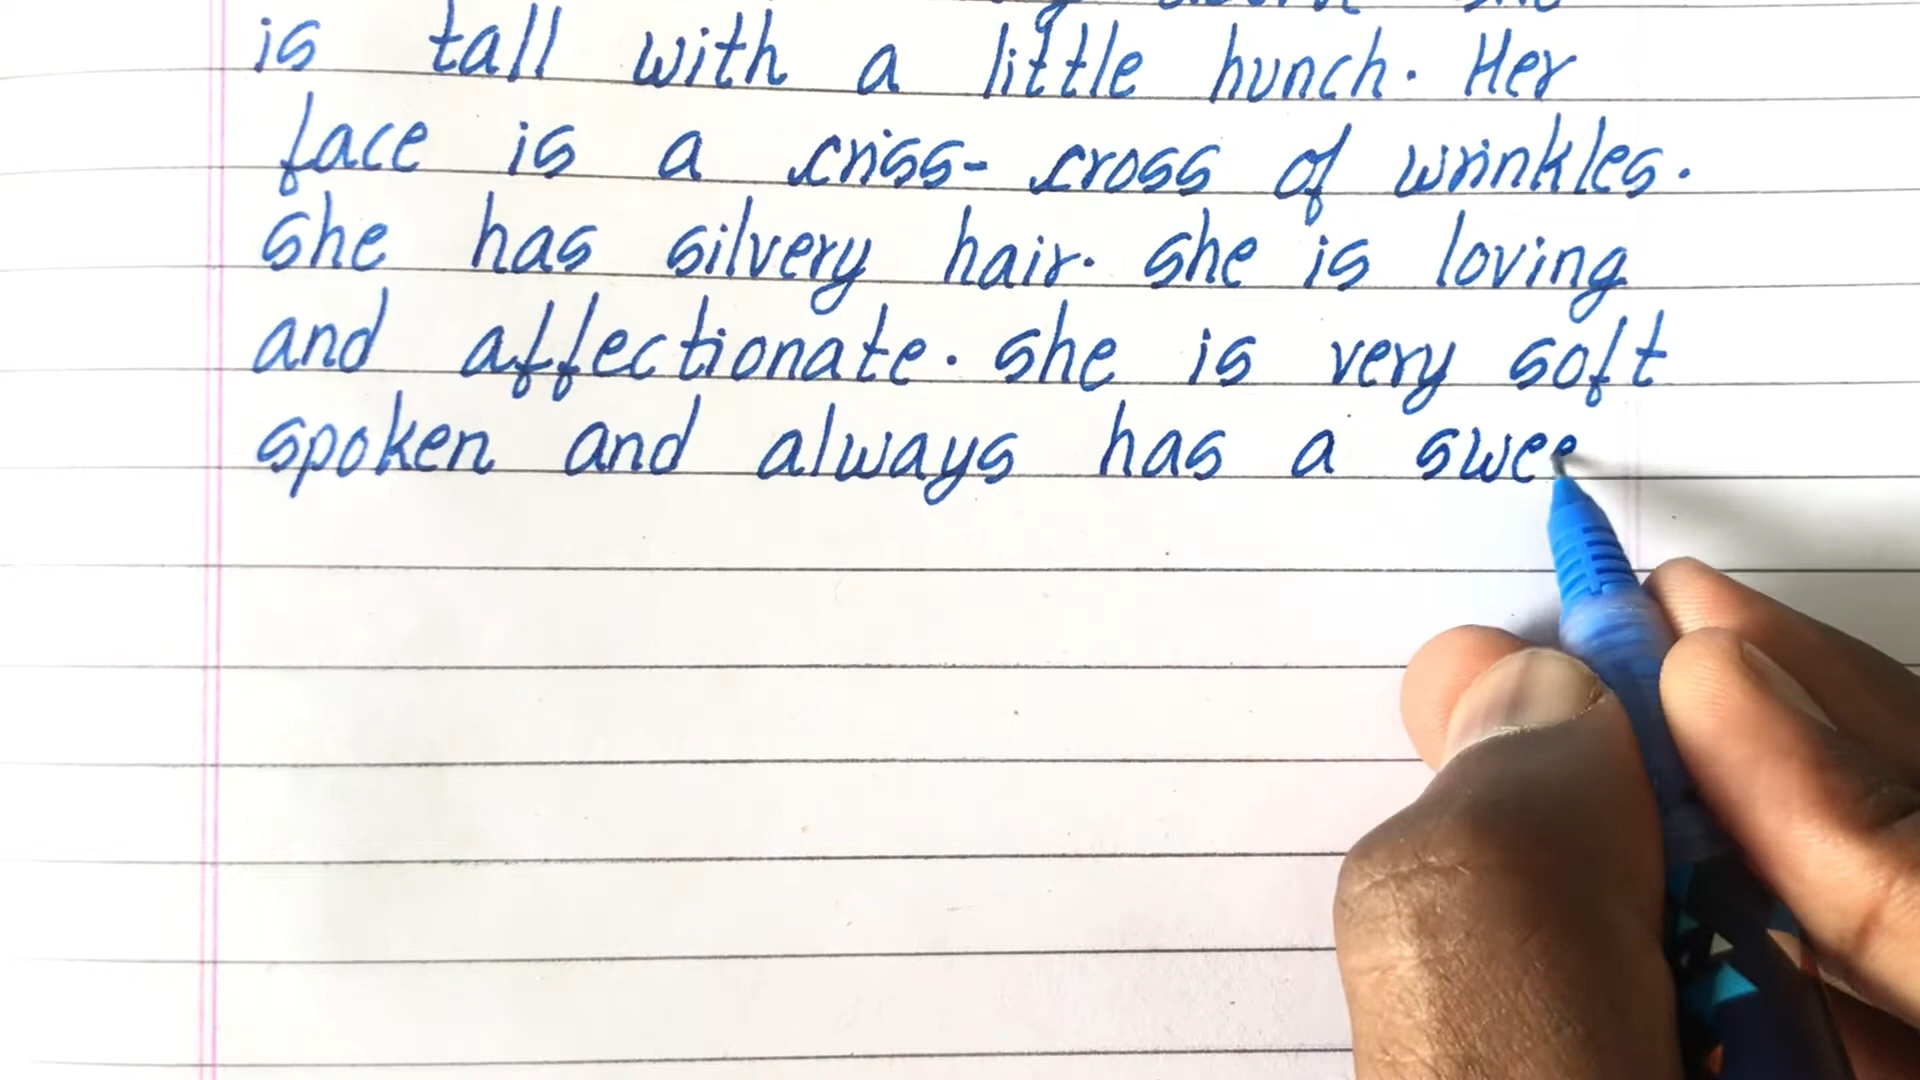 is tall with a little hunch. Her
face is a criss-cross of wrinkles.
she has silvery hair. she is loving
and affectionate. she is very soft
spoken and always has a swee